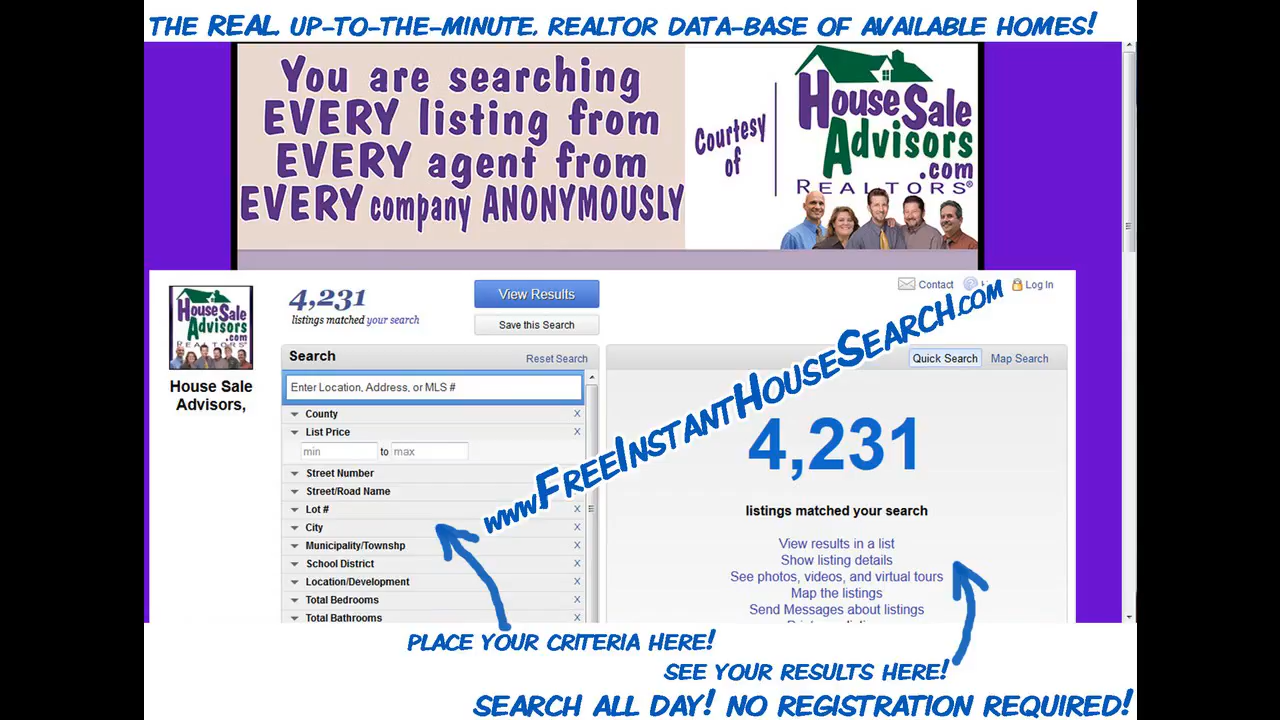 THE REAL, UP-TO-THE-MINUTE, REALTOR DATA-BASE OF AVAILABLE HOMES!
You are searching
EVERY listing from
EVERY agent from
EVERY company ANONYMOUSLY
Courtesy
of
House Sale
Advisors
.com
REALTORS®
House Sale
Advisors
.com
REALTORS
House Sale
Advisors,
4,231
listings matched your search
View Results
Save this Search
Contact
Log In
Search
Reset Search
Quick Search
Map Search
Enter Location, Address, or MLS #
County X
List Price X
min to max
Street Number X
Street/Road Name X
Lot # X
City X
Municipality/Townshp X
School District X
Location/Development X
Total Bedrooms X
Total Bathrooms X
www.FreeInstantHouseSearch.com
4,231
listings matched your search
View results in a list
Show listing details
See photos, videos, and virtual tours
Map the listings
Send Messages about listings
PLACE YOUR CRITERIA HERE!
SEE YOUR RESULTS HERE!
SEARCH ALL DAY! NO REGISTRATION REQUIRED!